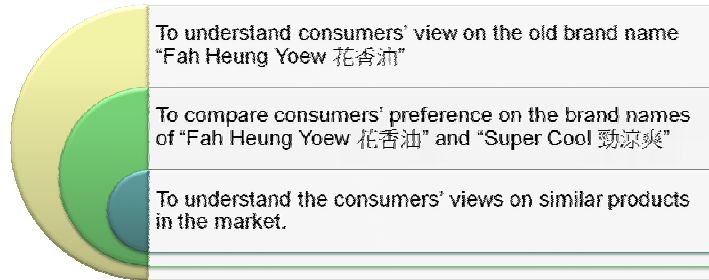 To understand consumers' view on the old brand name
"Fah Heung Yoew 花香油"
To compare consumers' preference on the brand names
of "Fah Heung Yoew 花香油" and "Super Cool 勁涼爽"
To understand the consumers' views on similar products
in the market.